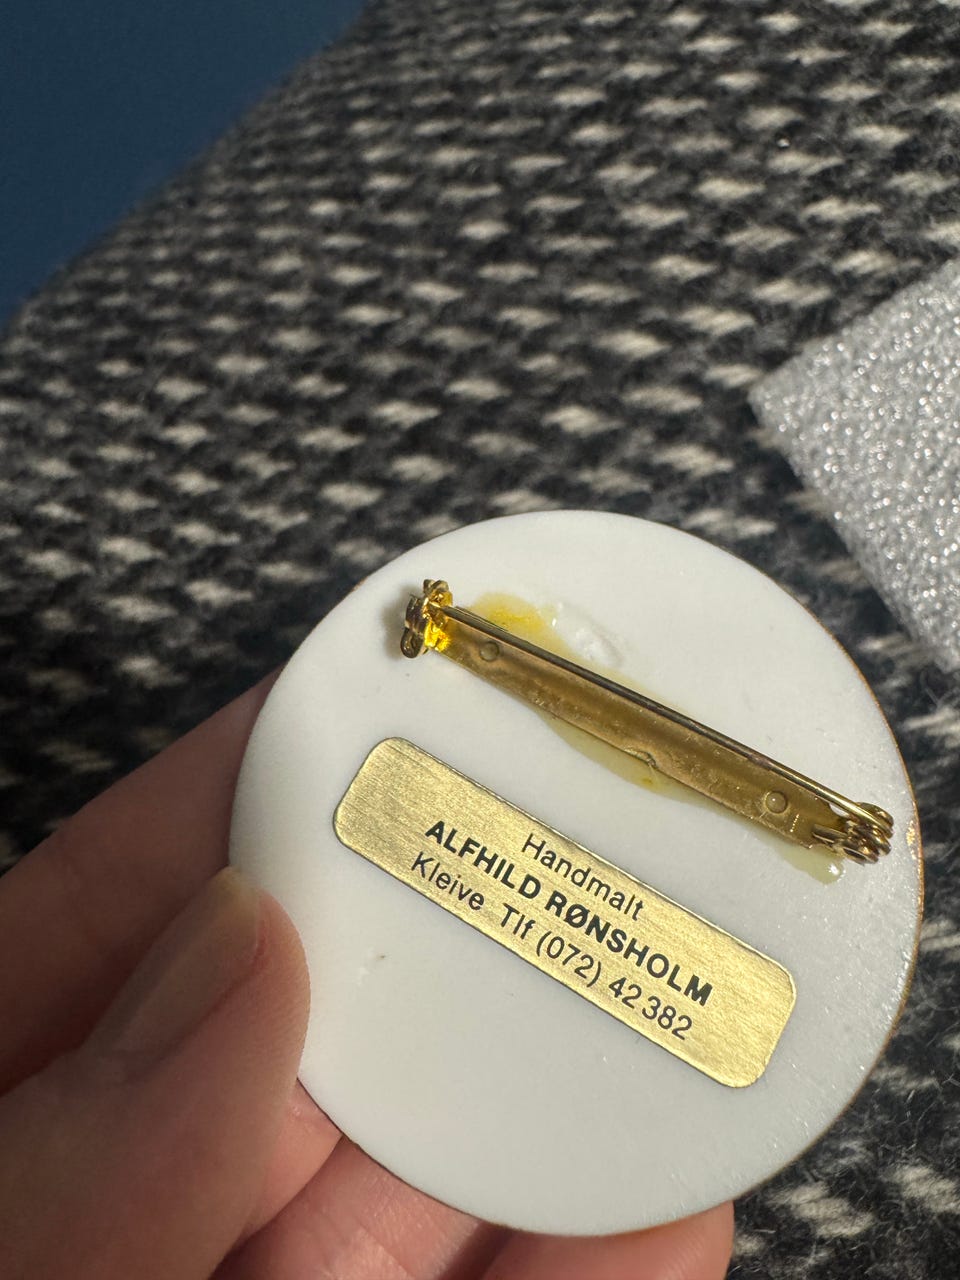 Handmalt
ALFHILD RØNSHOLM
Kleive Tlf (072) 42 382